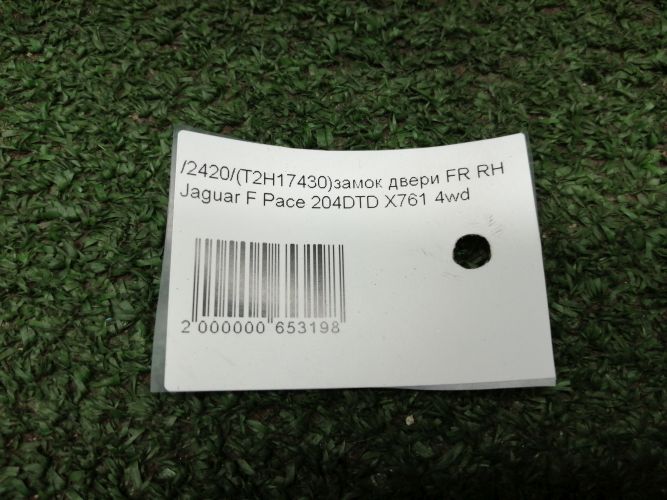 /2420/(T2H17430)замок двери FR RH
Jaguar F Pace 204DTD X761 4wd
2 000000 653198